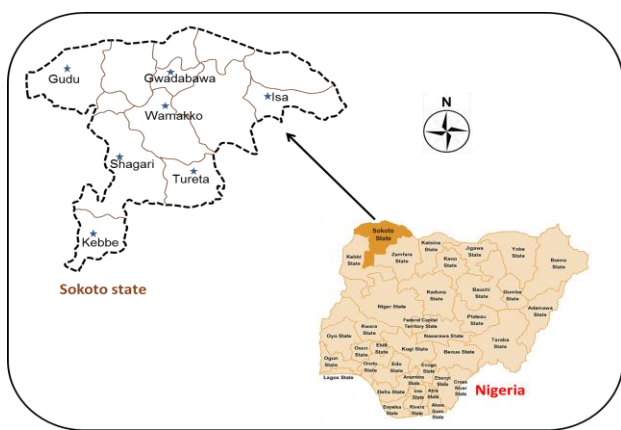 Gudu
Gwadabawa
Isa
Wamakko
Shagari
Tureta
Kebbe
Sokoto state
N
Sokoto
State
Kebbi
State
Zamfara
State
Katsina
State
Kano
State
Jigawa
State
Yobe
State
Borno
State
Kaduna
State
Bauchi
State
Gombe
State
Adamawa
State
Niger State
Plateau
State
Federal Capital
Territory State
Nassarawa State
Taraba
State
Kwara
State
Oyo State
Osun
State
Ekiti
State
Kogi State
Benue State
Ogun
State
Ondo
State
Edo
State
Enugu
State
Lagos State
Anambra
State
Ebonyi
State
Cross
River
State
Delta State
Imo
State
Abia
State
Bayelsa
State
Rivers
State
Akwa
Ibom
State
Nigeria